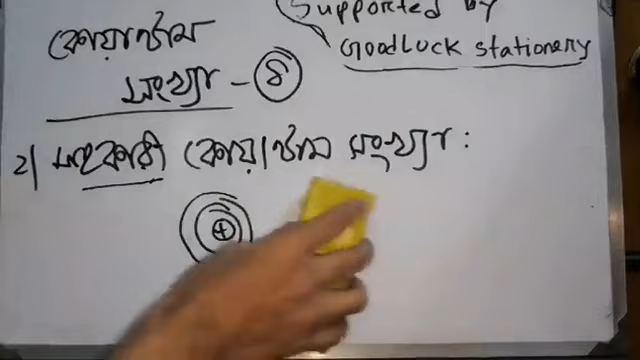 Supported by
GoodLuck stationery
কোয়ান্টাম
সংখ্যা - ৪
২| সহকারী কোয়ান্টাম সংখ্যা :
+